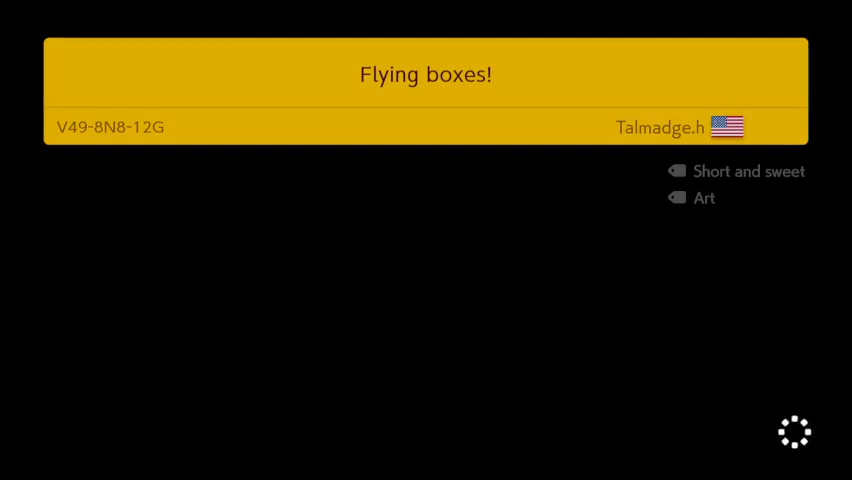 Flying boxes!
V49-8N8-12G
Talmadge.h
Short and sweet
Art